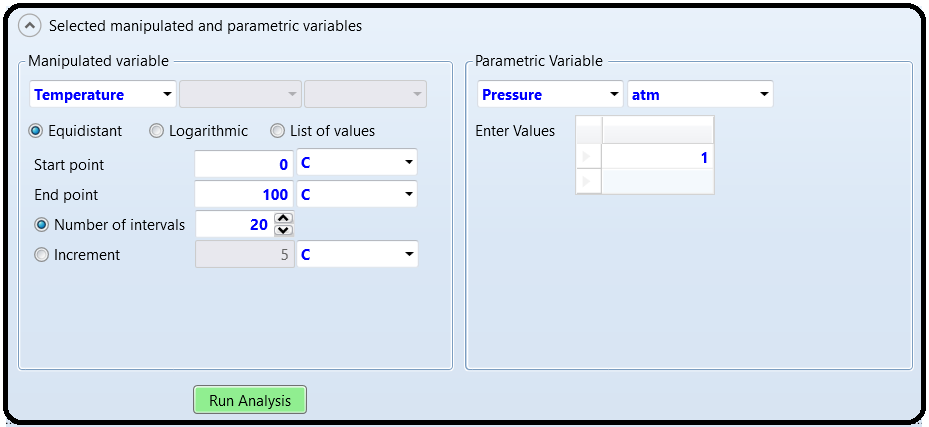 Selected manipulated and parametric variables
Manipulated variable
Temperature
Equidistant Logarithmic List of values
Start point 0 C
End point 100 C
Number of intervals 20
Increment 5 C
Parametric Variable
Pressure atm
Enter Values
1
Run Analysis